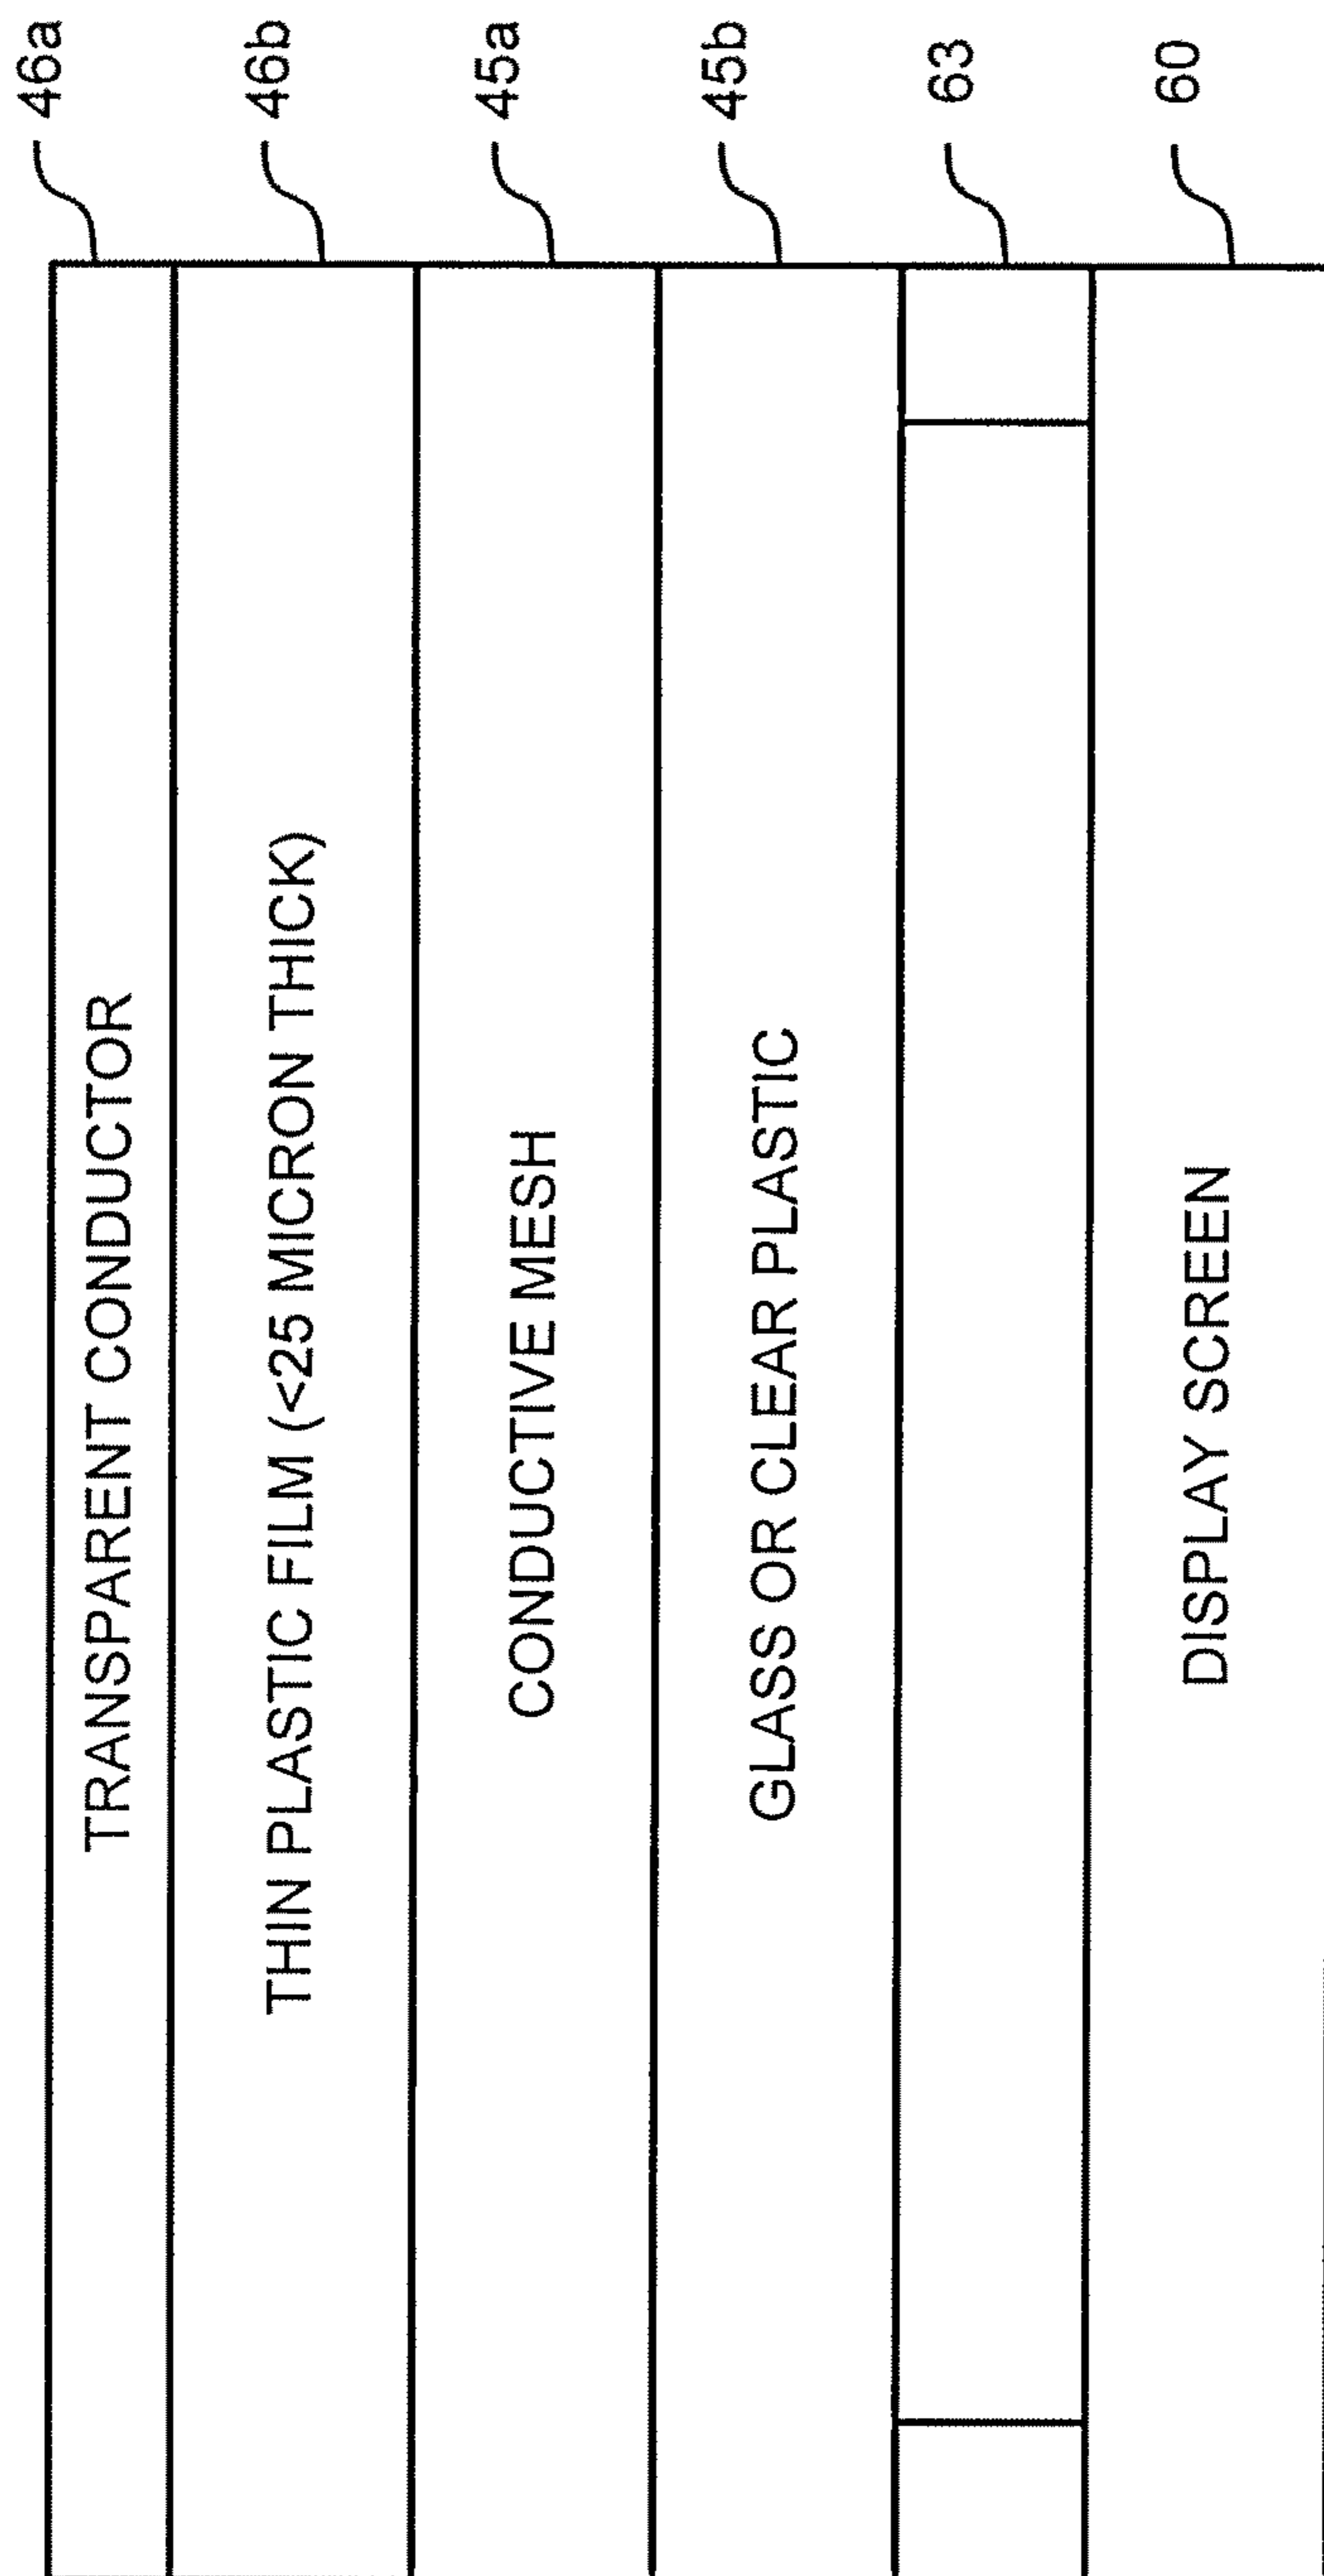 TRANSPARENT CONDUCTOR
46a
THIN PLASTIC FILM (<25 MICRON THICK)
46b
CONDUCTIVE MESH
45a
GLASS OR CLEAR PLASTIC
45b
63
DISPLAY SCREEN
60